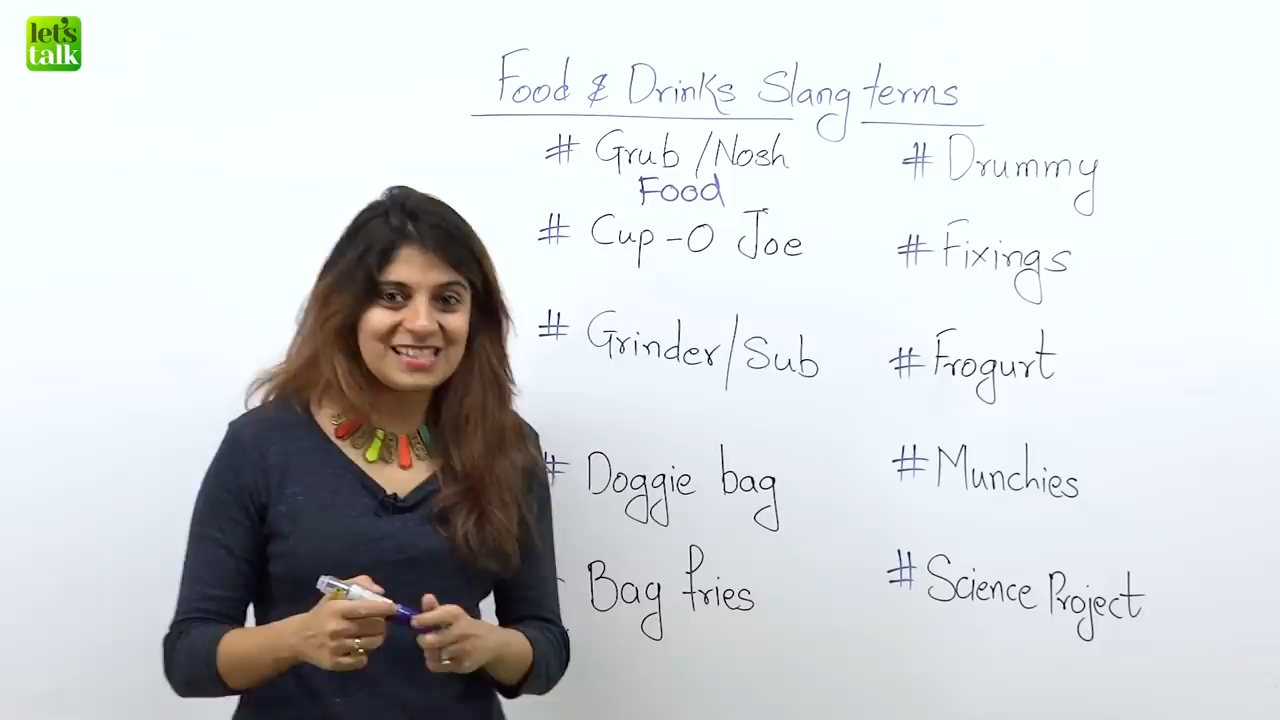 let's
talk
Food & Drinks Slang terms
# Grub / Nosh
Food
# Cup-O Joe
# Grinder / Sub
# Doggie bag
Bag fries
# Drummy
# Fixings
# Frogurt
# Munchies
# Science Project